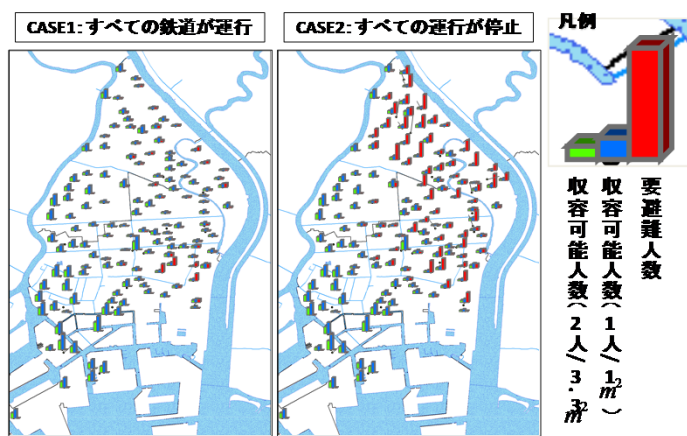 CASE1:すべての鉄道が運行
CASE2:すべての運行が停止
凡例
要避難人数
収容可能人数(1人/1m²)
収容可能人数(2人/3.3m²)